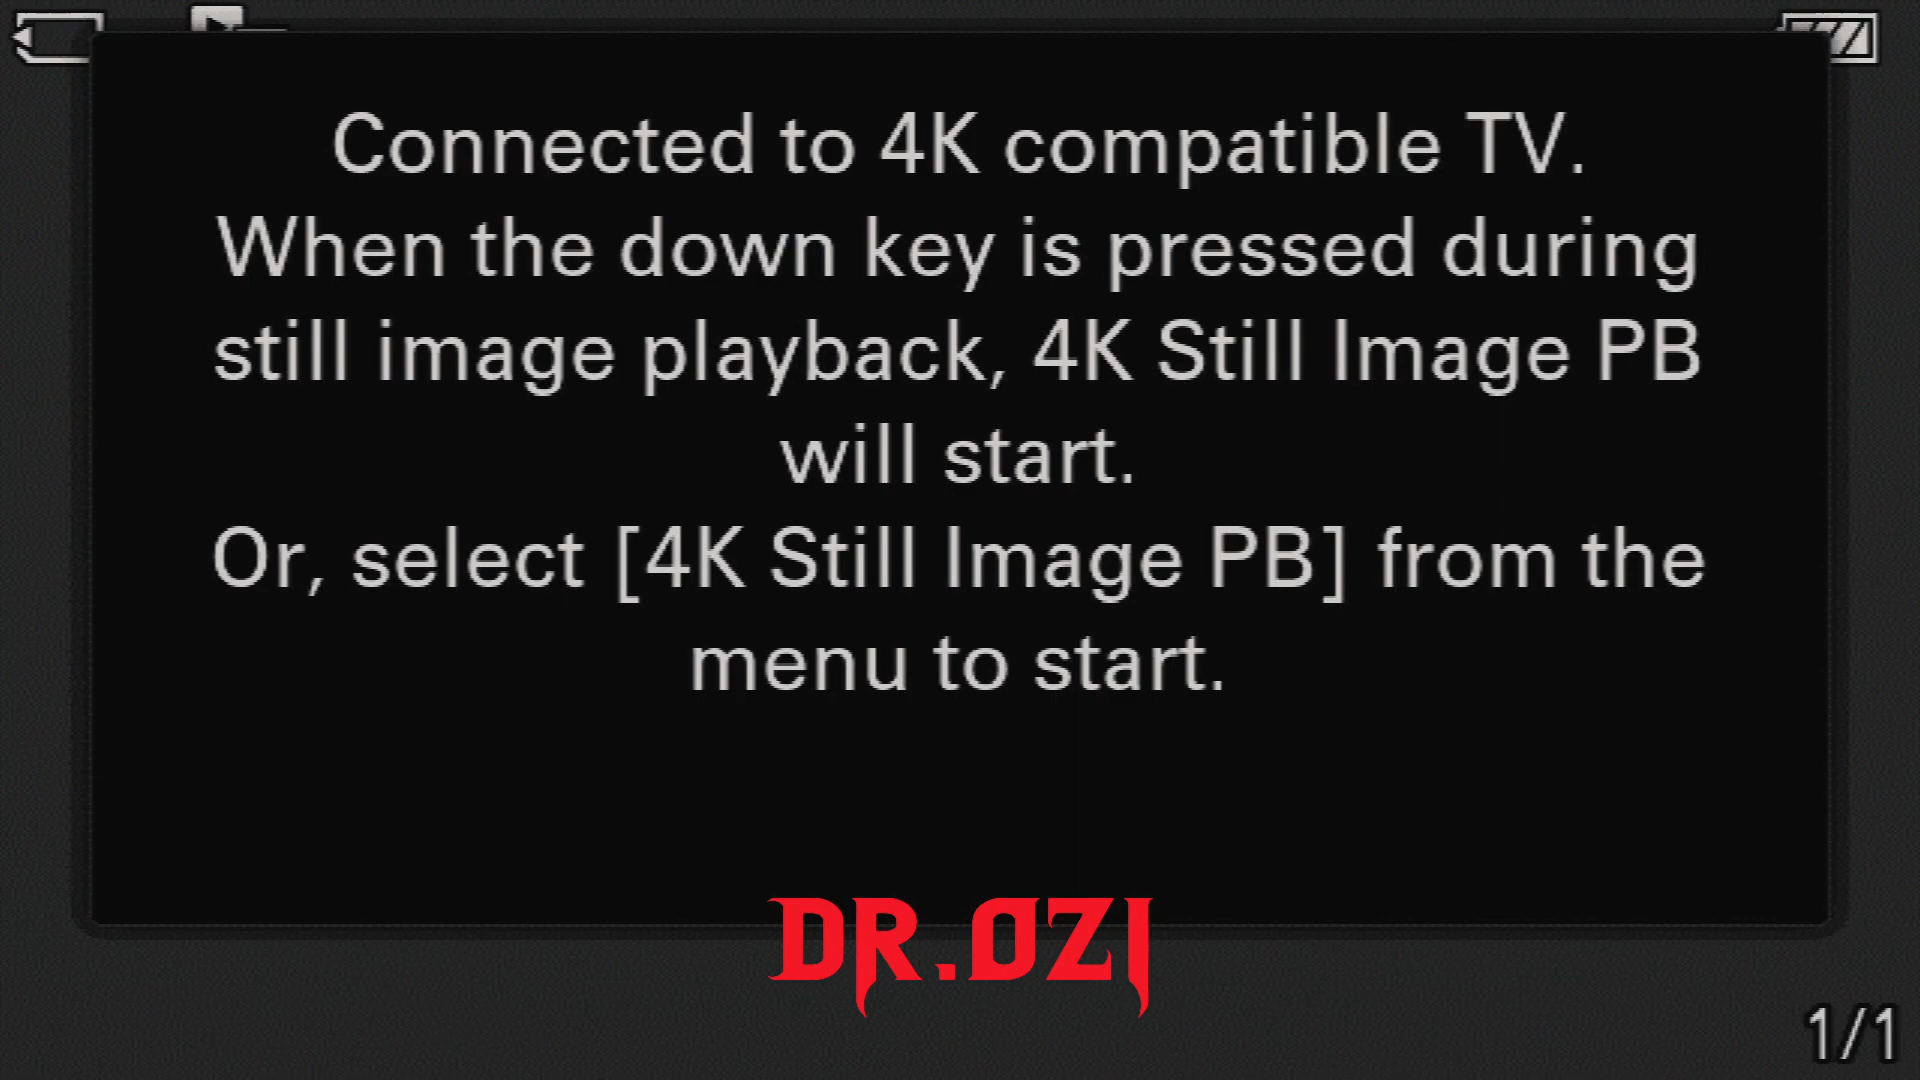 Connected to 4K compatible TV.
When the down key is pressed during
still image playback, 4K Still Image PB
will start.
Or, select [4K Still Image PB] from the
menu to start.
DR.OZI
1/1